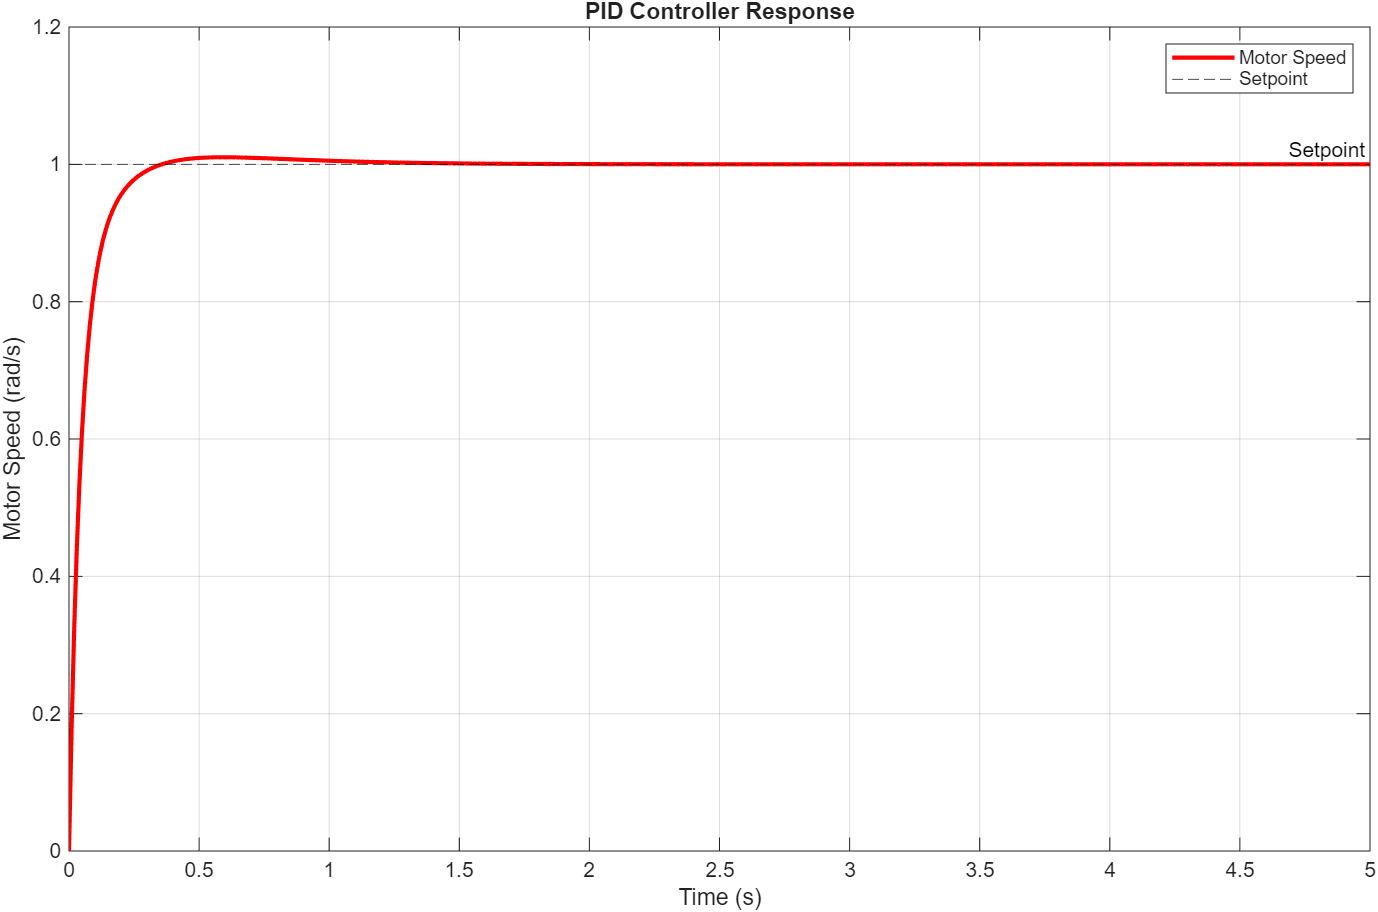 PID Controller Response
1.2
1
0.8
0.6
0.4
0.2
0
Motor Speed (rad/s)
Motor Speed
Setpoint
Setpoint
0 0.5 1 1.5 2 2.5 3 3.5 4 4.5 5
Time (s)